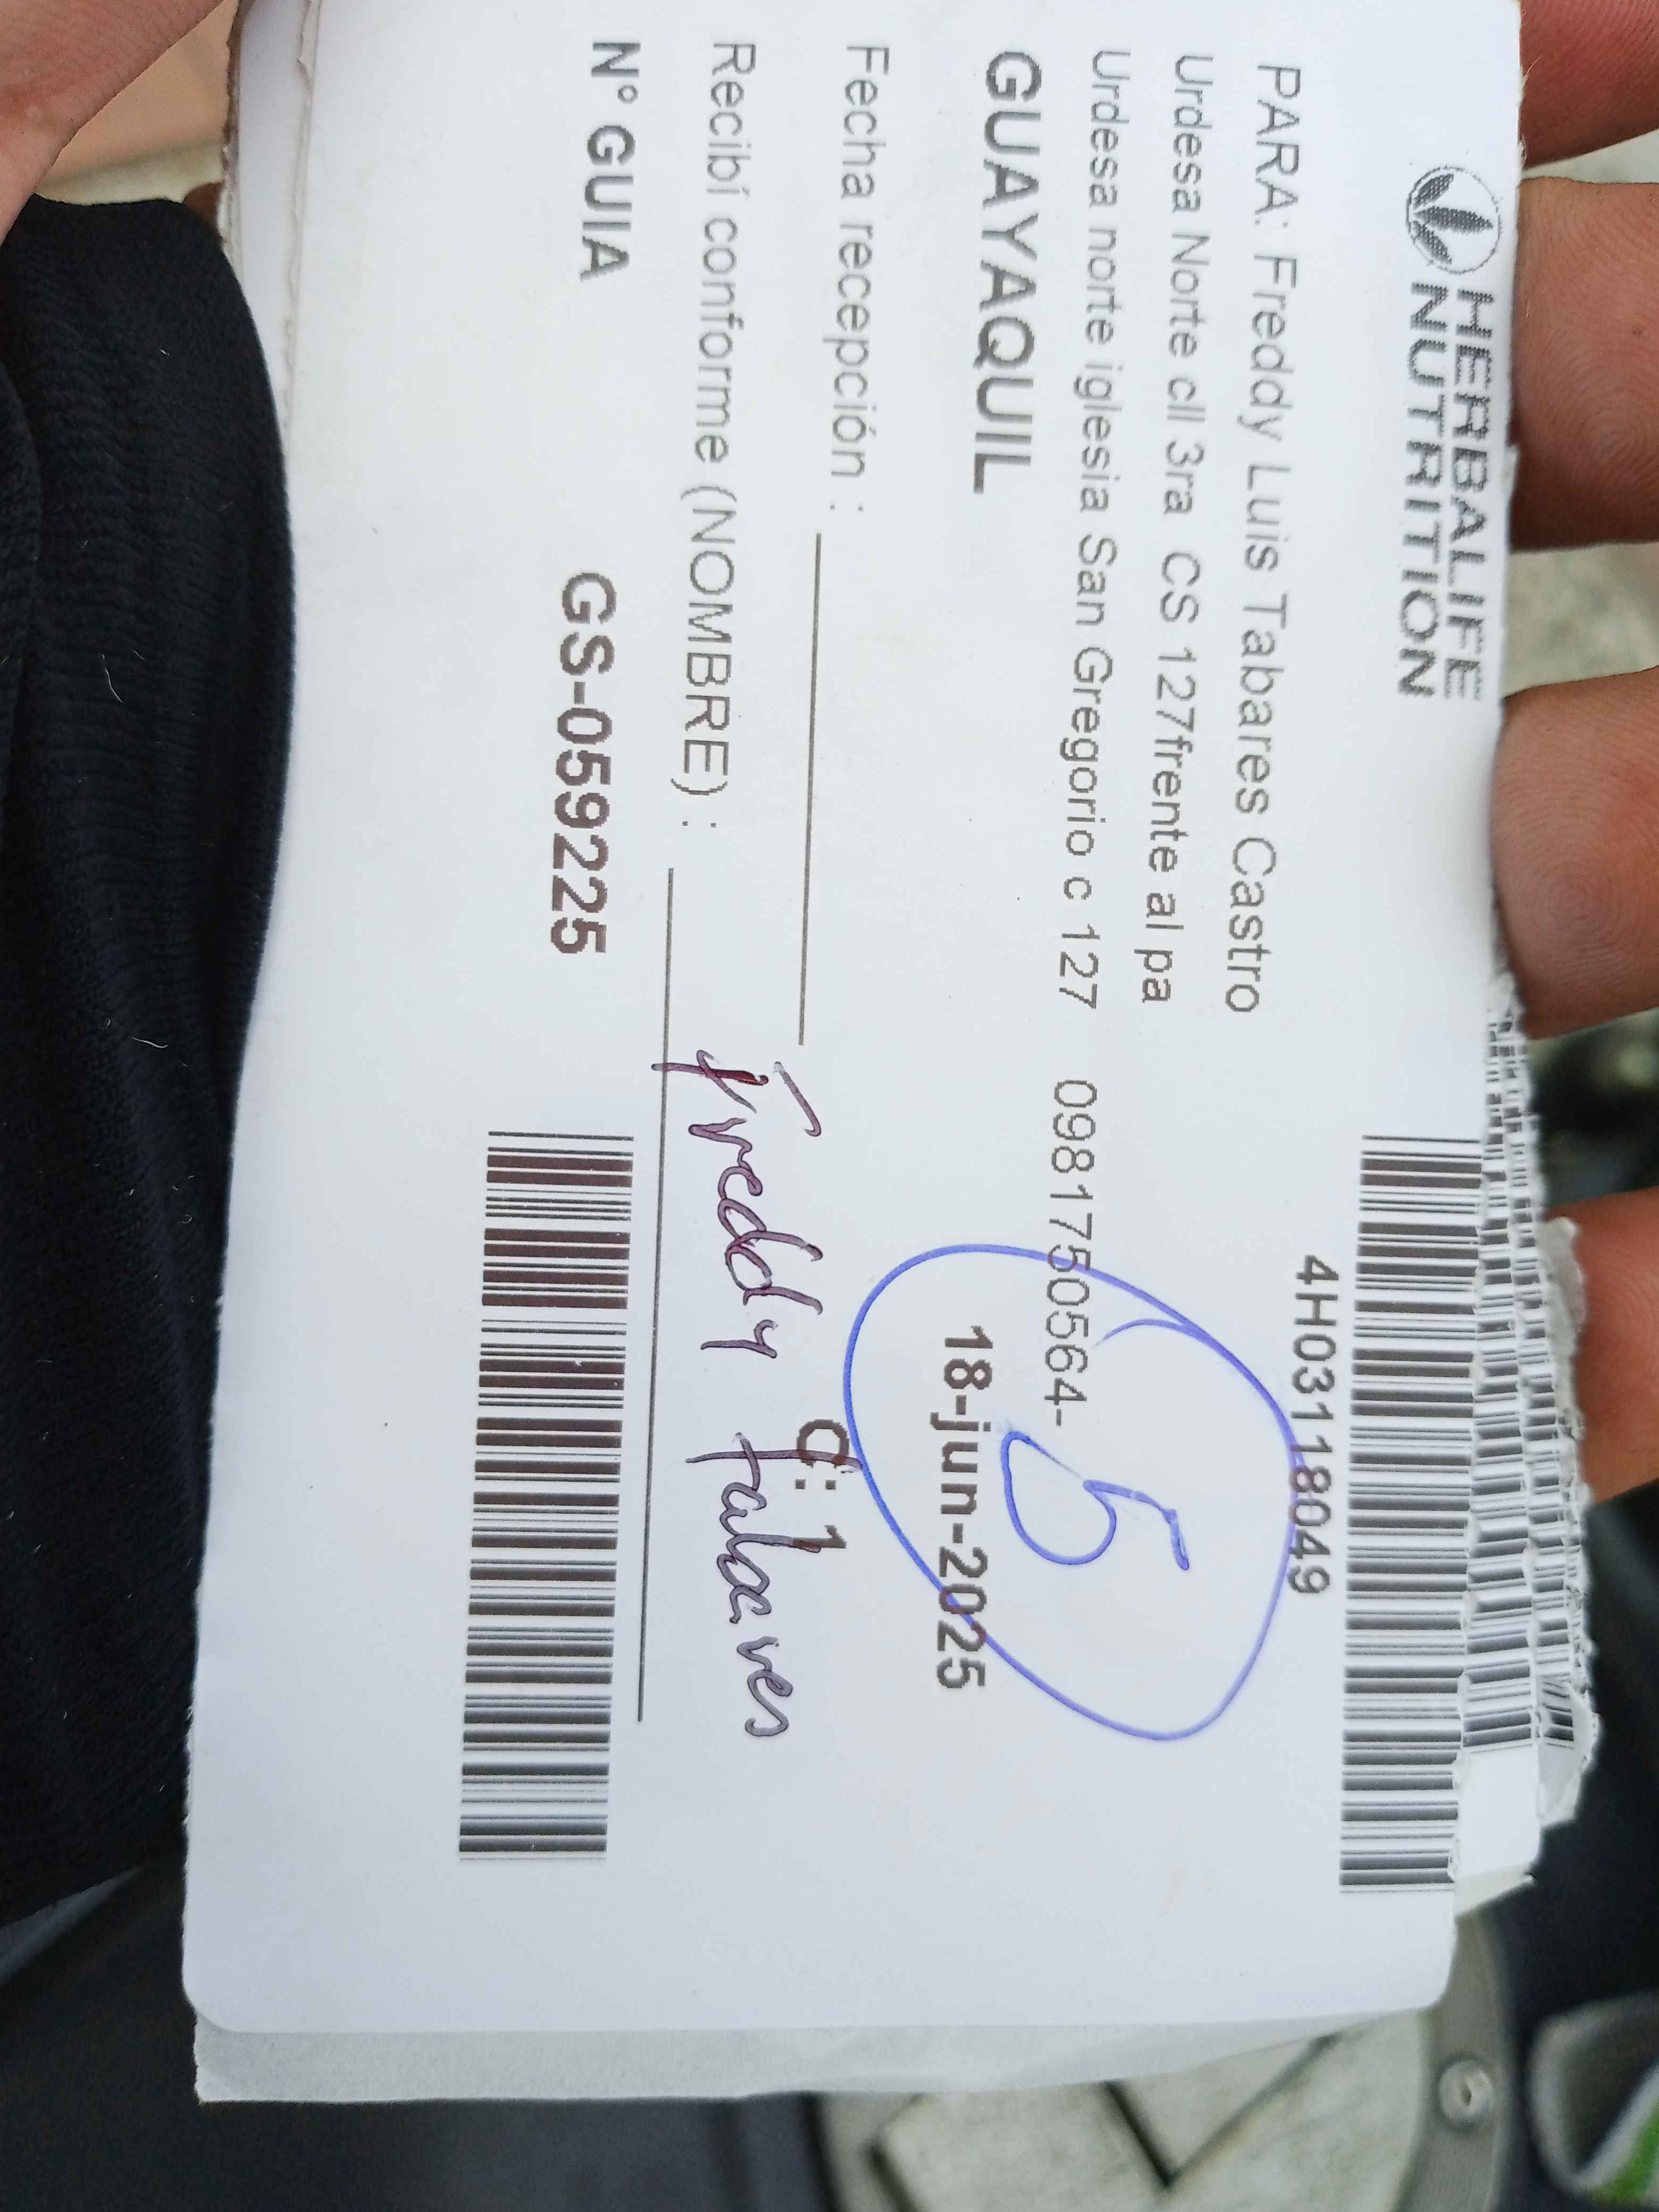 HERBALIFE
NUTRITION
4H03118049
PARA: Freddy Luis Tabares Castro
Urdesa Norte cll 3ra CS 127frente al pa
Urdesa norte iglesia San Gregorio c 127 0981750564-
5
GUAYAQUIL 18-jun-2025
Fecha recepción :
d: 1
Recibí conforme (NOMBRE) : Freddy Tabares
N° GUIA GS-059225